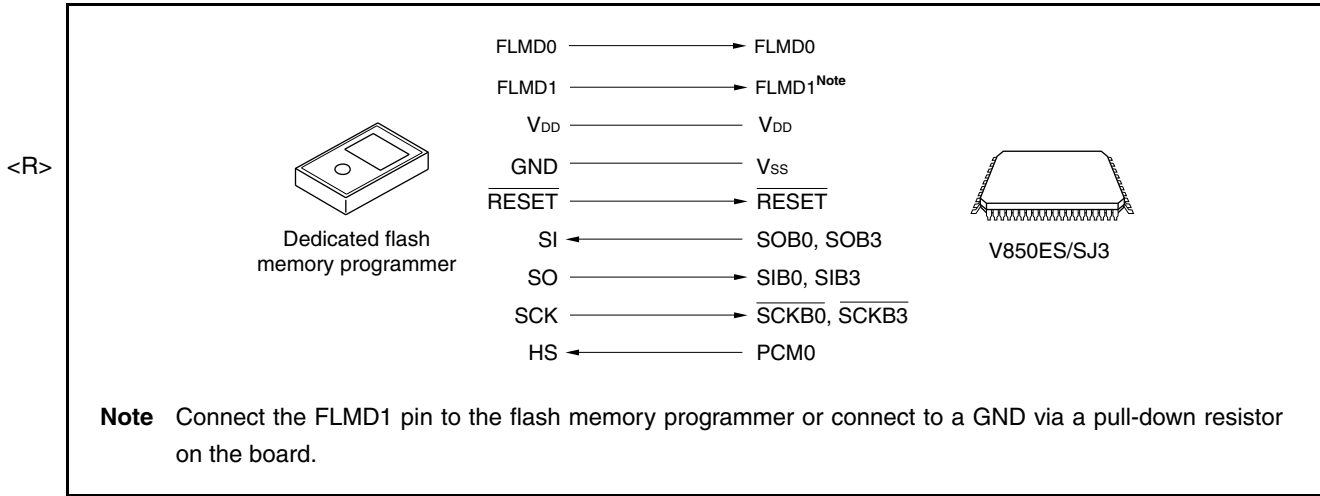 FLMD0 FLMD0
FLMD1 FLMD1Note
VDD VDD
<R>
GND VSS
RESET RESET
Dedicated flash
memory programmer
SI SOB0, SOB3
V850ES/SJ3
SO SIB0, SIB3
SCK SCKB0, SCKB3
HS PCM0
Note Connect the FLMD1 pin to the flash memory programmer or connect to a GND via a pull-down resistor
on the board.